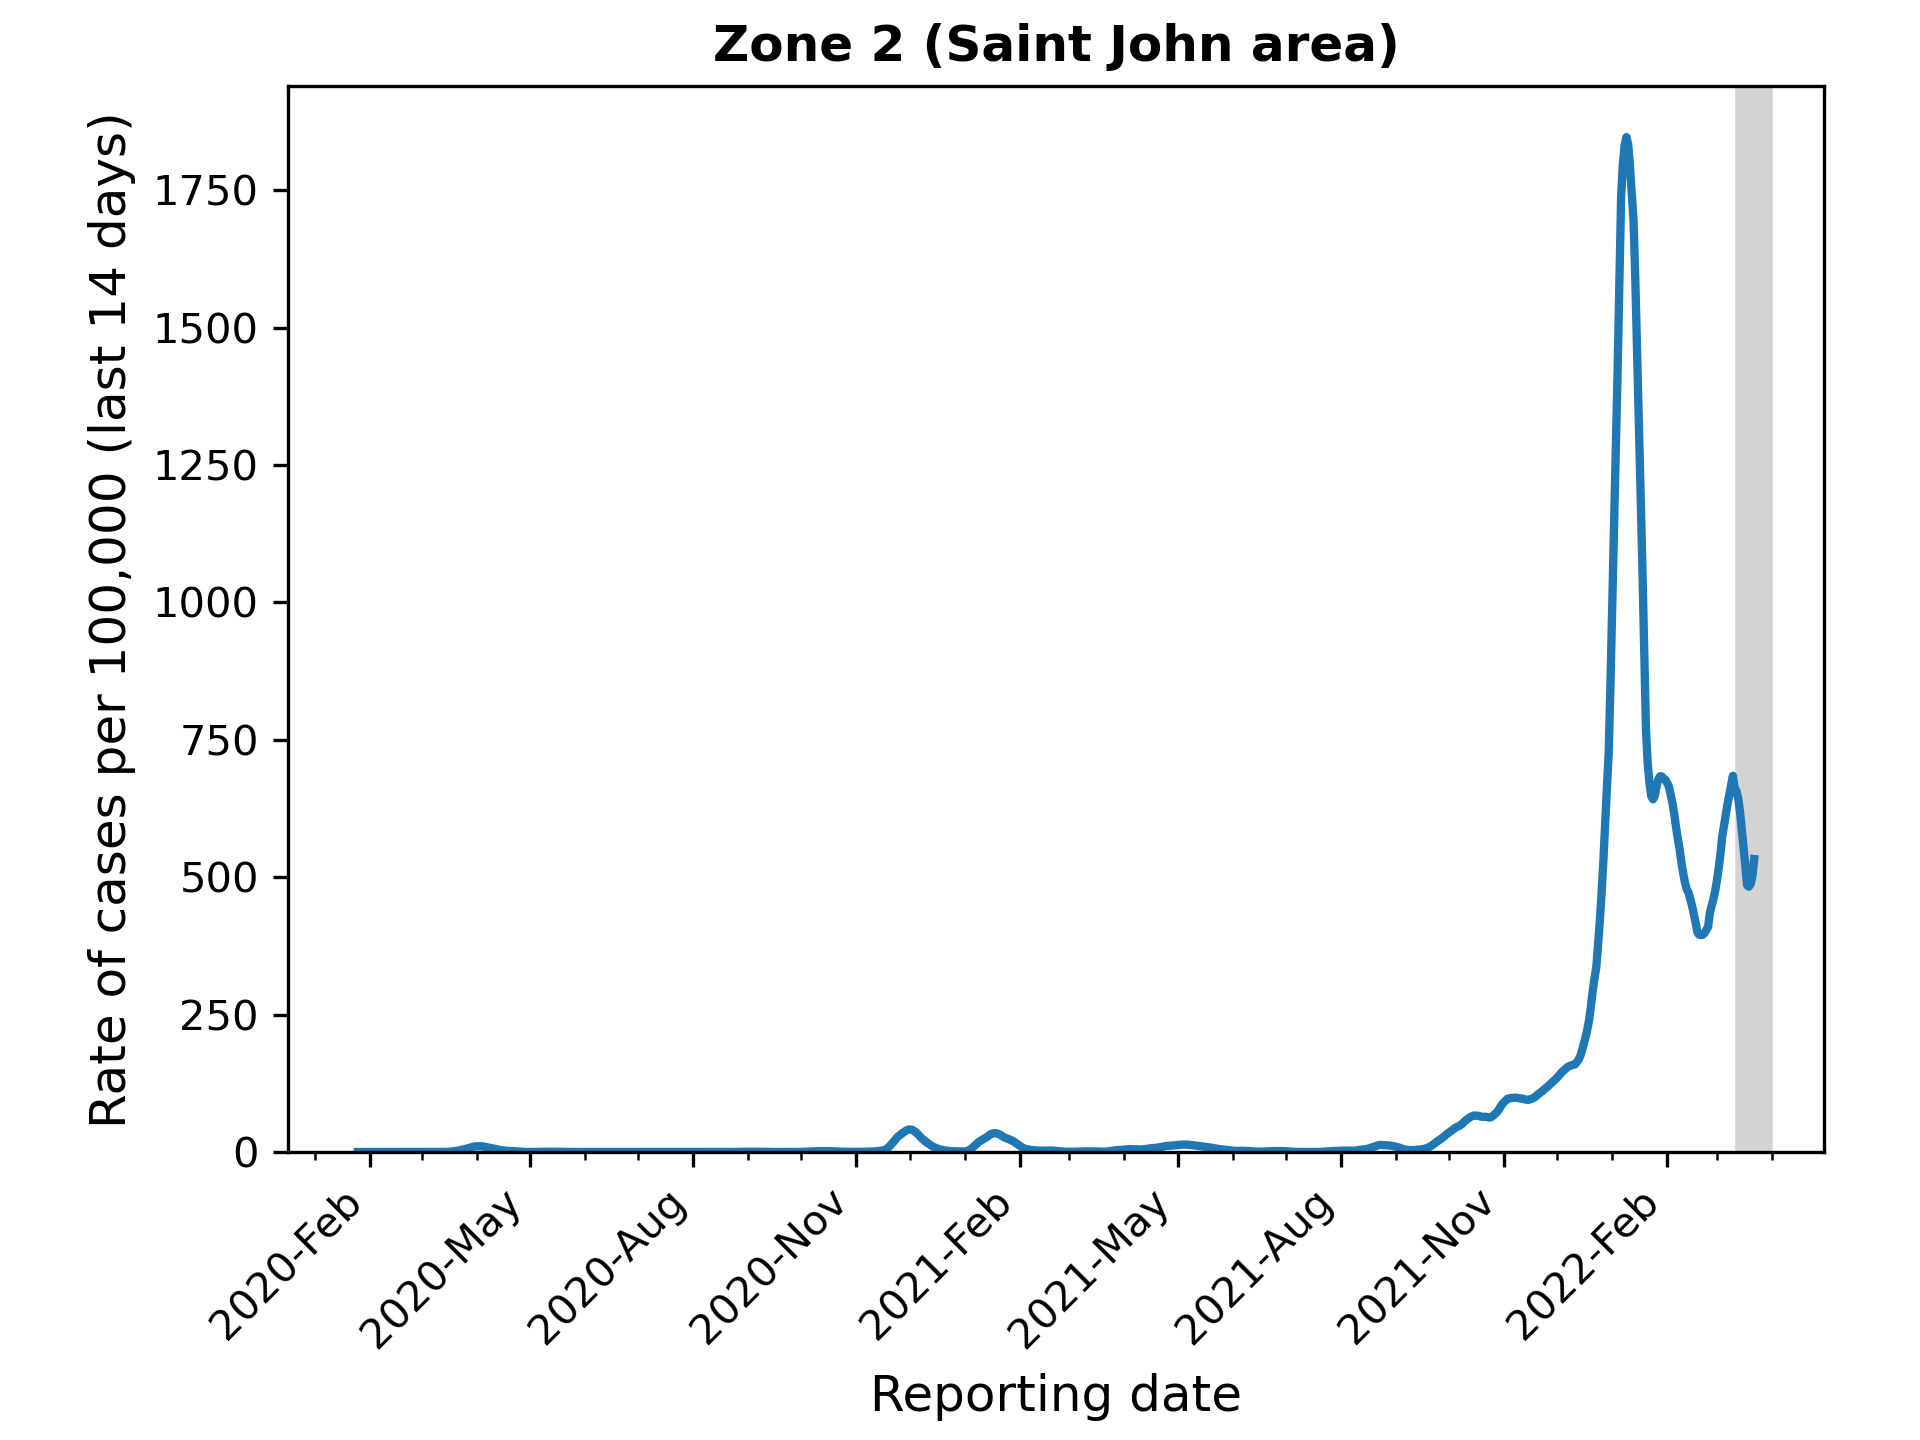 Zone 2 (Saint John area)
Rate of cases per 100,000 (last 14 days)
1750
1500
1250
1000
750
500
250
0
2020-Feb
2020-May
2020-Aug
2020-Nov
2021-Feb
2021-May
2021-Aug
2021-Nov
2022-Feb
Reporting date